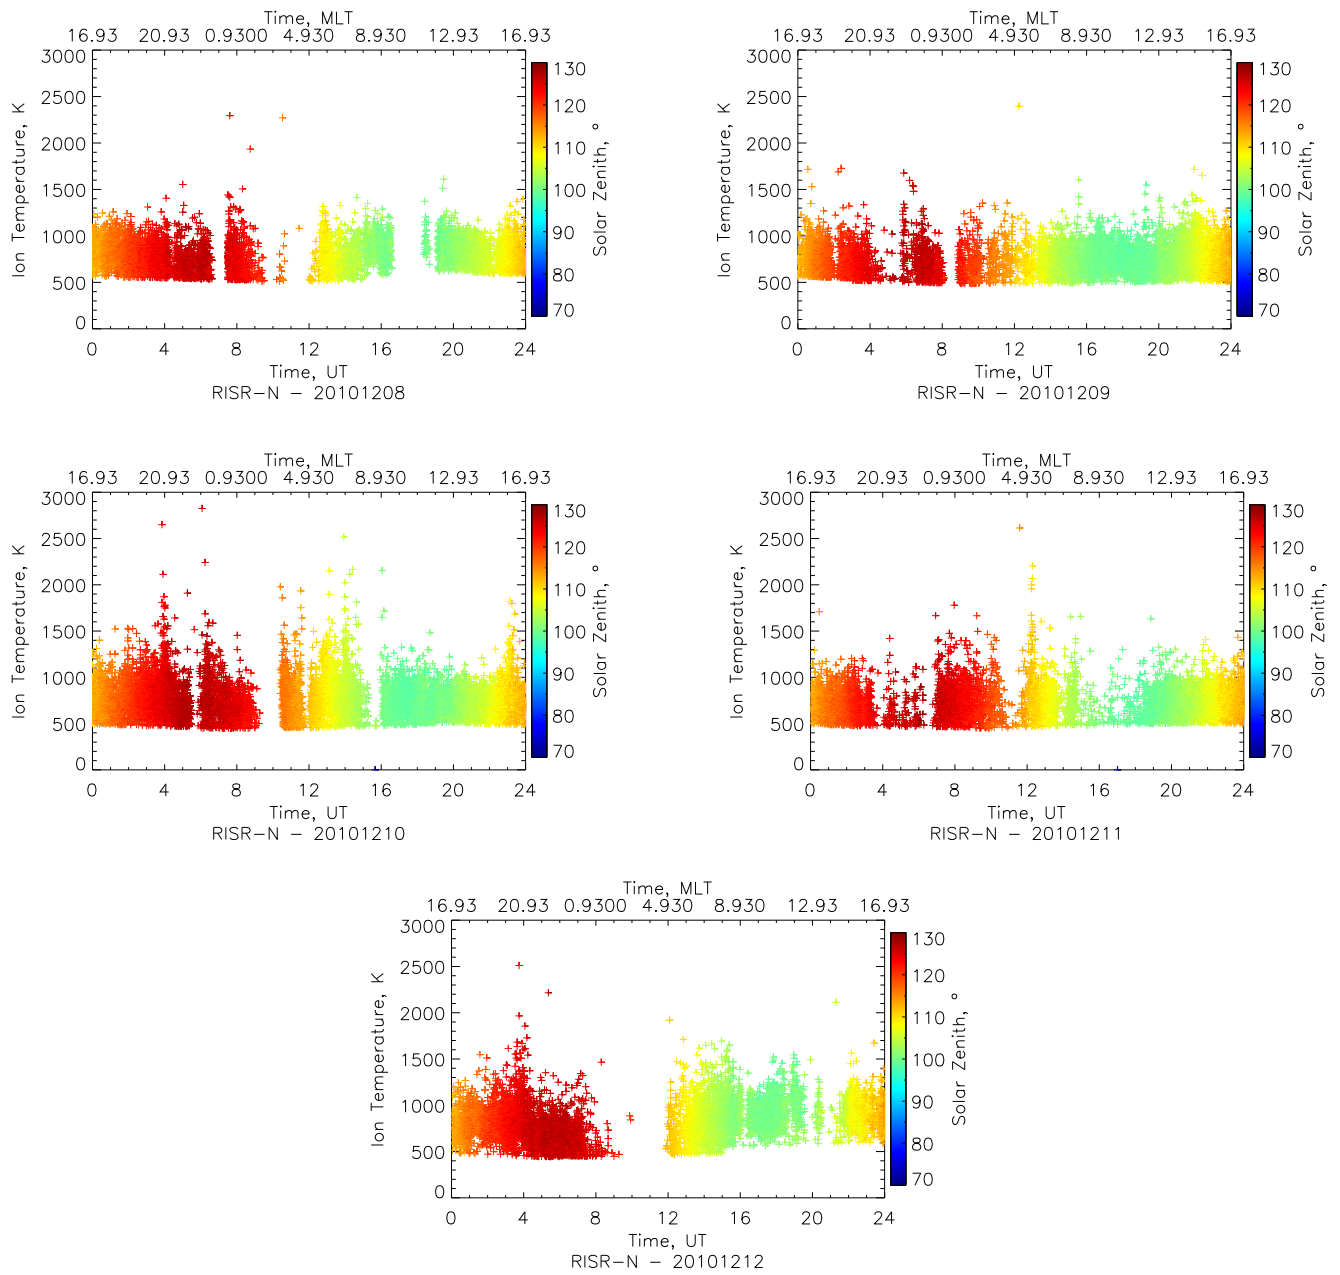 Time, MLT
16.93 20.93 0.9300 4.930 8.930 12.93 16.93
3000
2500
2000
1500
1000
500
0
Ion Temperature, K
130
120
110
100
90
80
70
Solar Zenith, °
0 4 8 12 16 20 24
Time, UT
RISR-N - 20101208
Time, MLT
16.93 20.93 0.9300 4.930 8.930 12.93 16.93
3000
2500
2000
1500
1000
500
0
Ion Temperature, K
130
120
110
100
90
80
70
Solar Zenith, °
0 4 8 12 16 20 24
Time, UT
RISR-N - 20101209
Time, MLT
16.93 20.93 0.9300 4.930 8.930 12.93 16.93
3000
2500
2000
1500
1000
500
0
Ion Temperature, K
130
120
110
100
90
80
70
Solar Zenith, °
0 4 8 12 16 20 24
Time, UT
RISR-N - 20101210
Time, MLT
16.93 20.93 0.9300 4.930 8.930 12.93 16.93
3000
2500
2000
1500
1000
500
0
Ion Temperature, K
130
120
110
100
90
80
70
Solar Zenith, °
0 4 8 12 16 20 24
Time, UT
RISR-N - 20101211
Time, MLT
16.93 20.93 0.9300 4.930 8.930 12.93 16.93
3000
2500
2000
1500
1000
500
0
Ion Temperature, K
130
120
110
100
90
80
70
Solar Zenith, °
0 4 8 12 16 20 24
Time, UT
RISR-N - 20101212